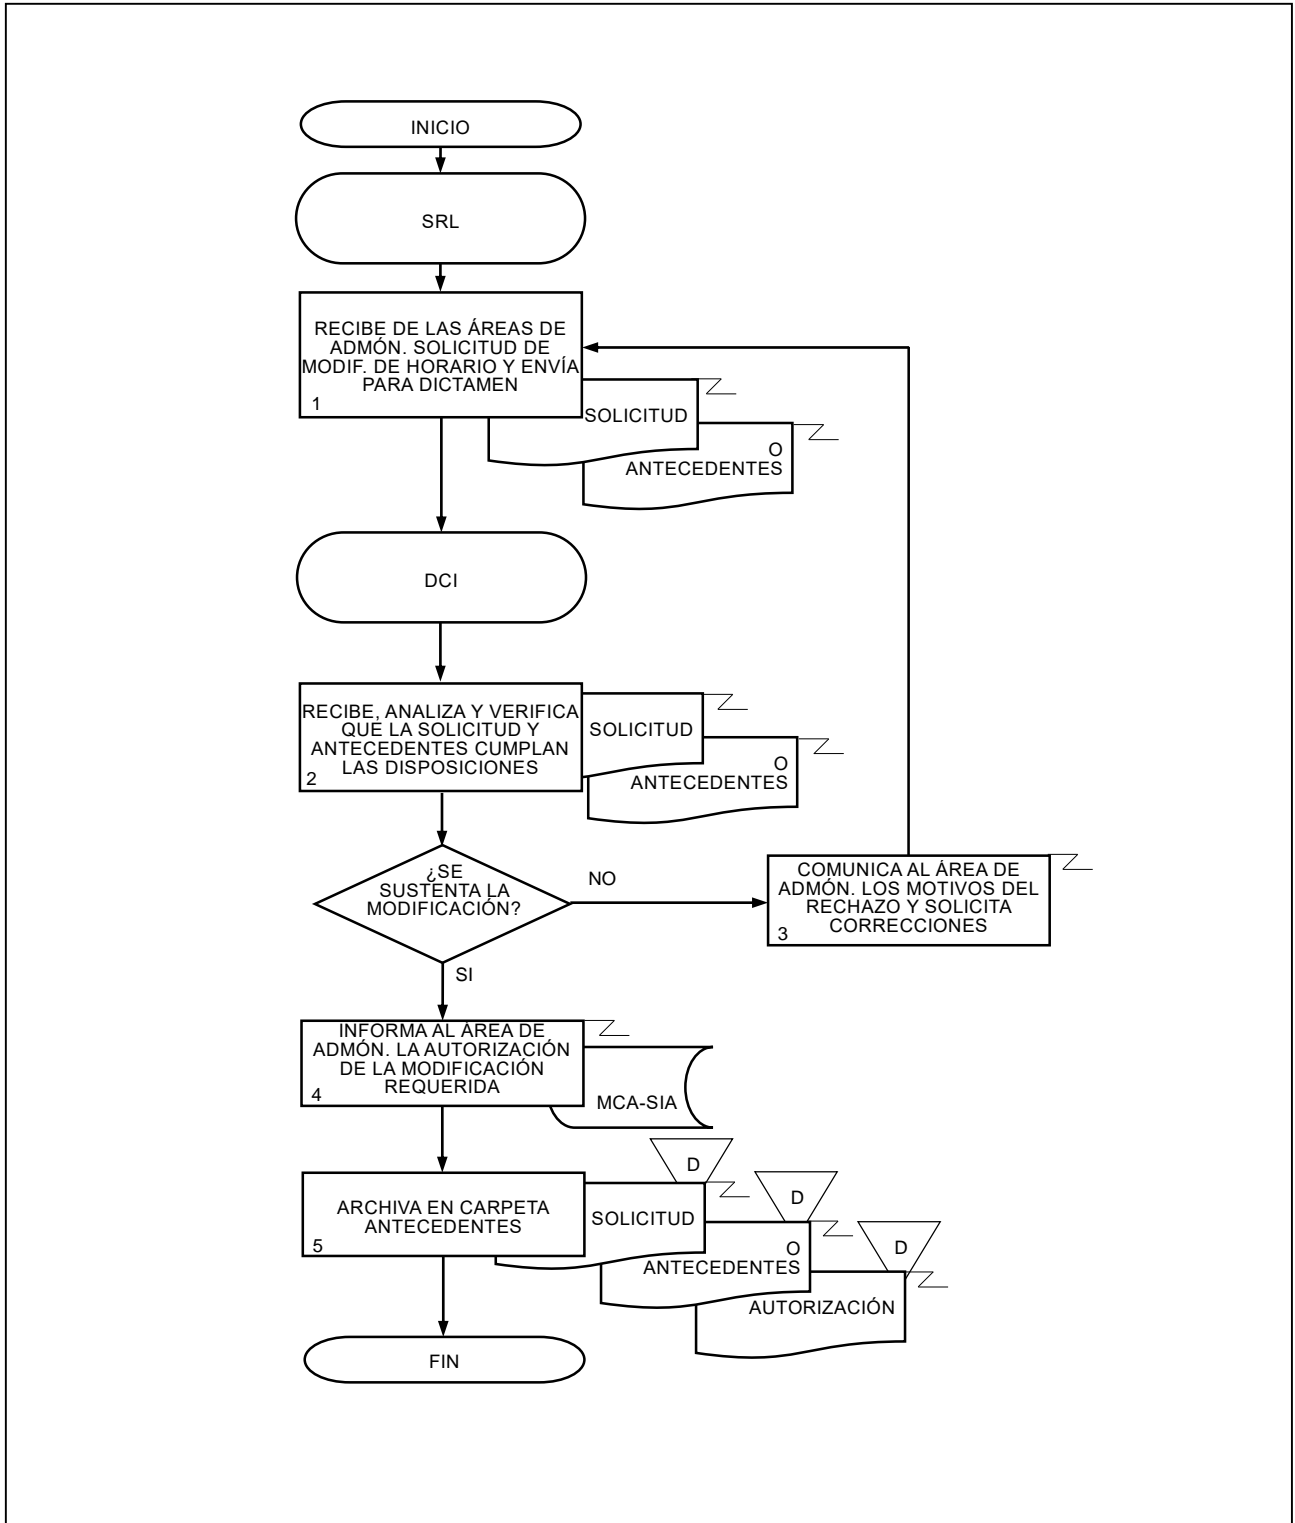 INICIO
SRL
RECIBE DE LAS ÁREAS DE
ADMÓN. SOLICITUD DE
MODIF. DE HORARIO Y ENVÍA
PARA DICTAMEN
1
SOLICITUD
O
ANTECEDENTES
DCI
RECIBE, ANALIZA Y VERIFICA
QUE LA SOLICITUD Y
ANTECEDENTES CUMPLAN
LAS DISPOSICIONES
2
SOLICITUD
O
ANTECEDENTES
¿SE
SUSTENTA LA
MODIFICACIÓN?
NO
COMUNICA AL ÁREA DE
ADMÓN. LOS MOTIVOS DEL
RECHAZO Y SOLICITA
CORRECCIONES
3
SI
INFORMA AL ÁREA DE
ADMÓN. LA AUTORIZACIÓN
DE LA MODIFICACIÓN
REQUERIDA
4
MCA-SIA
ARCHIVA EN CARPETA
ANTECEDENTES
5
D
SOLICITUD
D
O
ANTECEDENTES
D
AUTORIZACIÓN
FIN